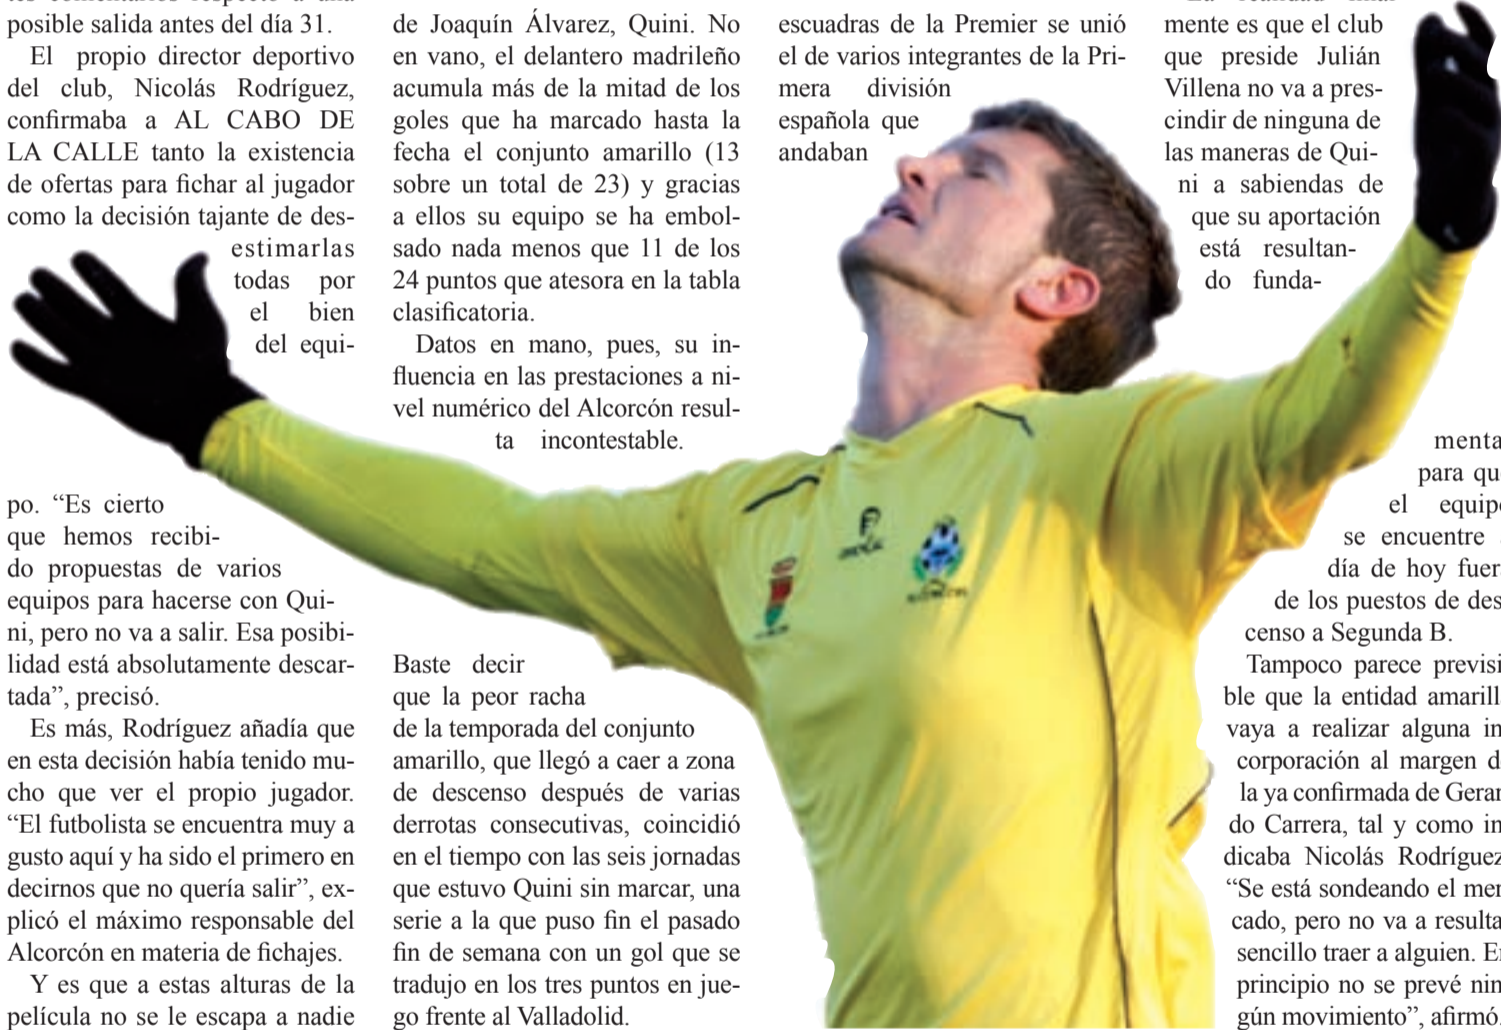 posible salida antes del día 31.
El propio director deportivo
del club, Nicolás Rodríguez,
confirmaba a AL CABO DE
LA CALLE tanto la existencia
de ofertas para fichar al jugador
como la decisión tajante de des-
estimarlas
todas por
el bien
del equi-
po. “Es cierto
que hemos recibi-
do propuestas de varios
equipos para hacerse con Qui-
ni, pero no va a salir. Esa posibi-
lidad está absolutamente descar-
tada”, precisó.
Es más, Rodríguez añadía que
en esta decisión había tenido mu-
cho que ver el propio jugador.
“El futbolista se encuentra muy a
gusto aquí y ha sido el primero en
decirnos que no quería salir”, ex-
plicó el máximo responsable del
Alcorcón en materia de fichajes.
Y es que a estas alturas de la
película no se le escapa a nadie
de Joaquín Álvarez, Quini. No
en vano, el delantero madrileño
acumula más de la mitad de los
goles que ha marcado hasta la
fecha el conjunto amarillo (13
sobre un total de 23) y gracias
a ellos su equipo se ha embol-
sado nada menos que 11 de los
24 puntos que atesora en la tabla
clasificatoria.
Datos en mano, pues, su in-
fluencia en las prestaciones a ni-
vel numérico del Alcorcón resul-
ta incontestable.
Baste decir
que la peor racha
de la temporada del conjunto
amarillo, que llegó a caer a zona
de descenso después de varias
derrotas consecutivas, coincidió
en el tiempo con las seis jornadas
que estuvo Quini sin marcar, una
serie a la que puso fin el pasado
fin de semana con un gol que se
tradujo en los tres puntos en jue-
go frente al Valladolid.
escuadras de la Premier se unió
el de varios integrantes de la Pri-
mera división
española que
andaban
mente es que el club
que preside Julián
Villena no va a pres-
cindir de ninguna de
las maneras de Qui-
ni a sabiendas de
que su aportación
está resultan-
do funda-
menta
para qu
el equip
se encuentre
día de hoy fuer
de los puestos de des
censo a Segunda B.
Tampoco parece previsi
ble que la entidad amarill
vaya a realizar alguna in
corporación al margen d
la ya confirmada de Gerar
do Carrera, tal y como in
dicaba Nicolás Rodríguez
“Se está sondeando el mer
cado, pero no va a resulta
sencillo traer a alguien. En
principio no se prevé nin
gún movimiento”, afirmó